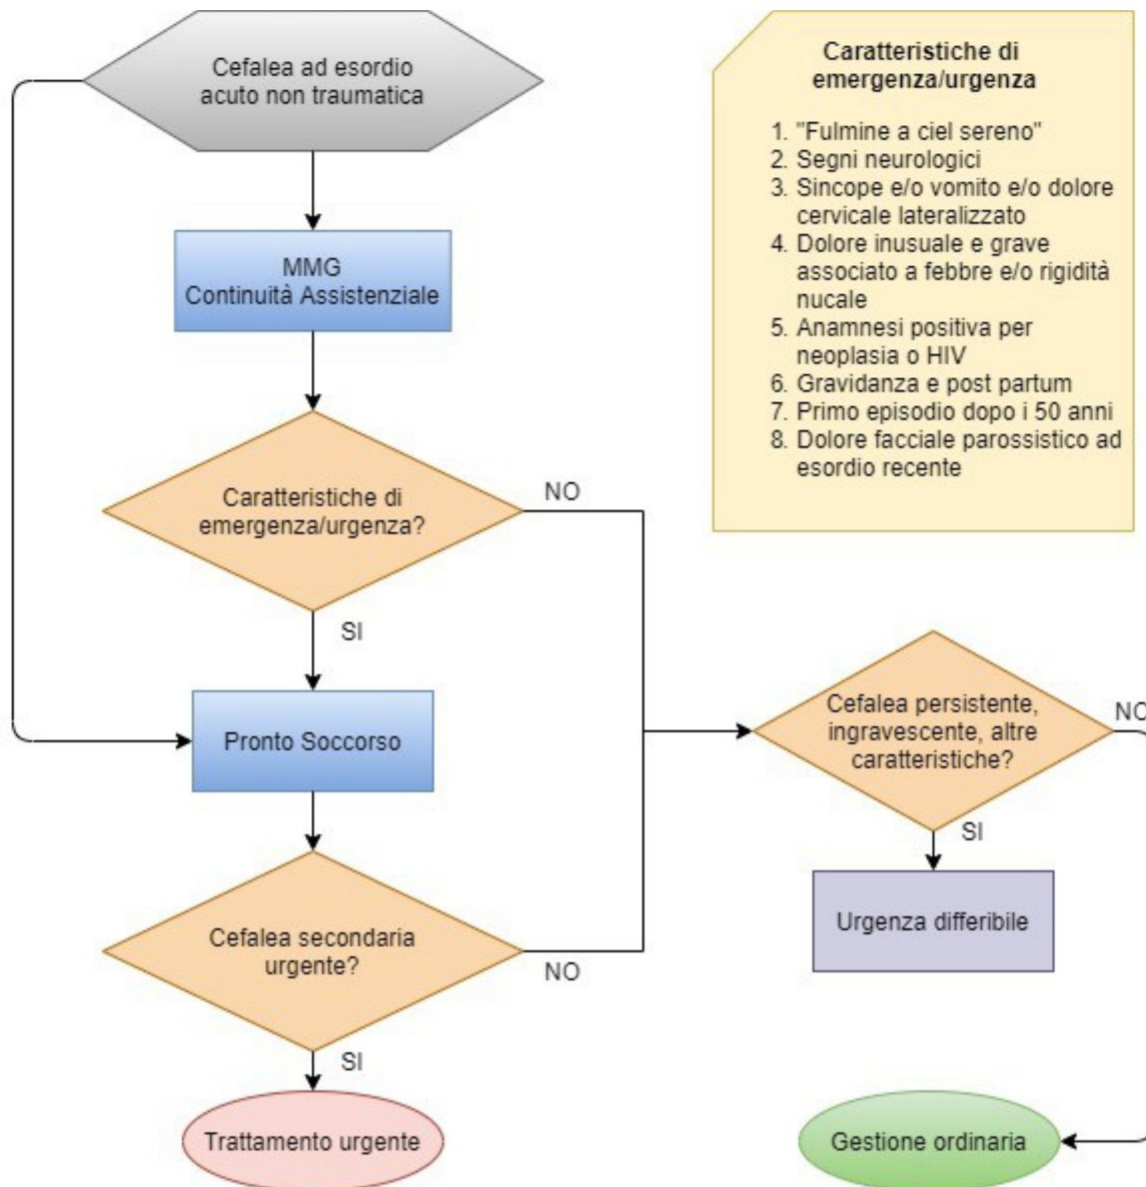 Cefalea ad esordio
acuto non traumatica
MMG
Continuità Assistenziale
Caratteristiche di
emergenza/urgenza?
NO
SI
Pronto Soccorso
Cefalea secondaria
urgente?
NO
SI
Trattamento urgente
Caratteristiche di
emergenza/urgenza
1. "Fulmine a ciel sereno"
2. Segni neurologici
3. Sincope e/o vomito e/o dolore
cervicale lateralizzato
4. Dolore inusuale e grave
associato a febbre e/o rigidità
nucale
5. Anamnesi positiva per
neoplasia o HIV
6. Gravidanza e post partum
7. Primo episodio dopo i 50 anni
8. Dolore facciale parossistico ad
esordio recente
Cefalea persistente,
ingravescente, altre
caratteristiche?
NO
SI
Urgenza differibile
Gestione ordinaria